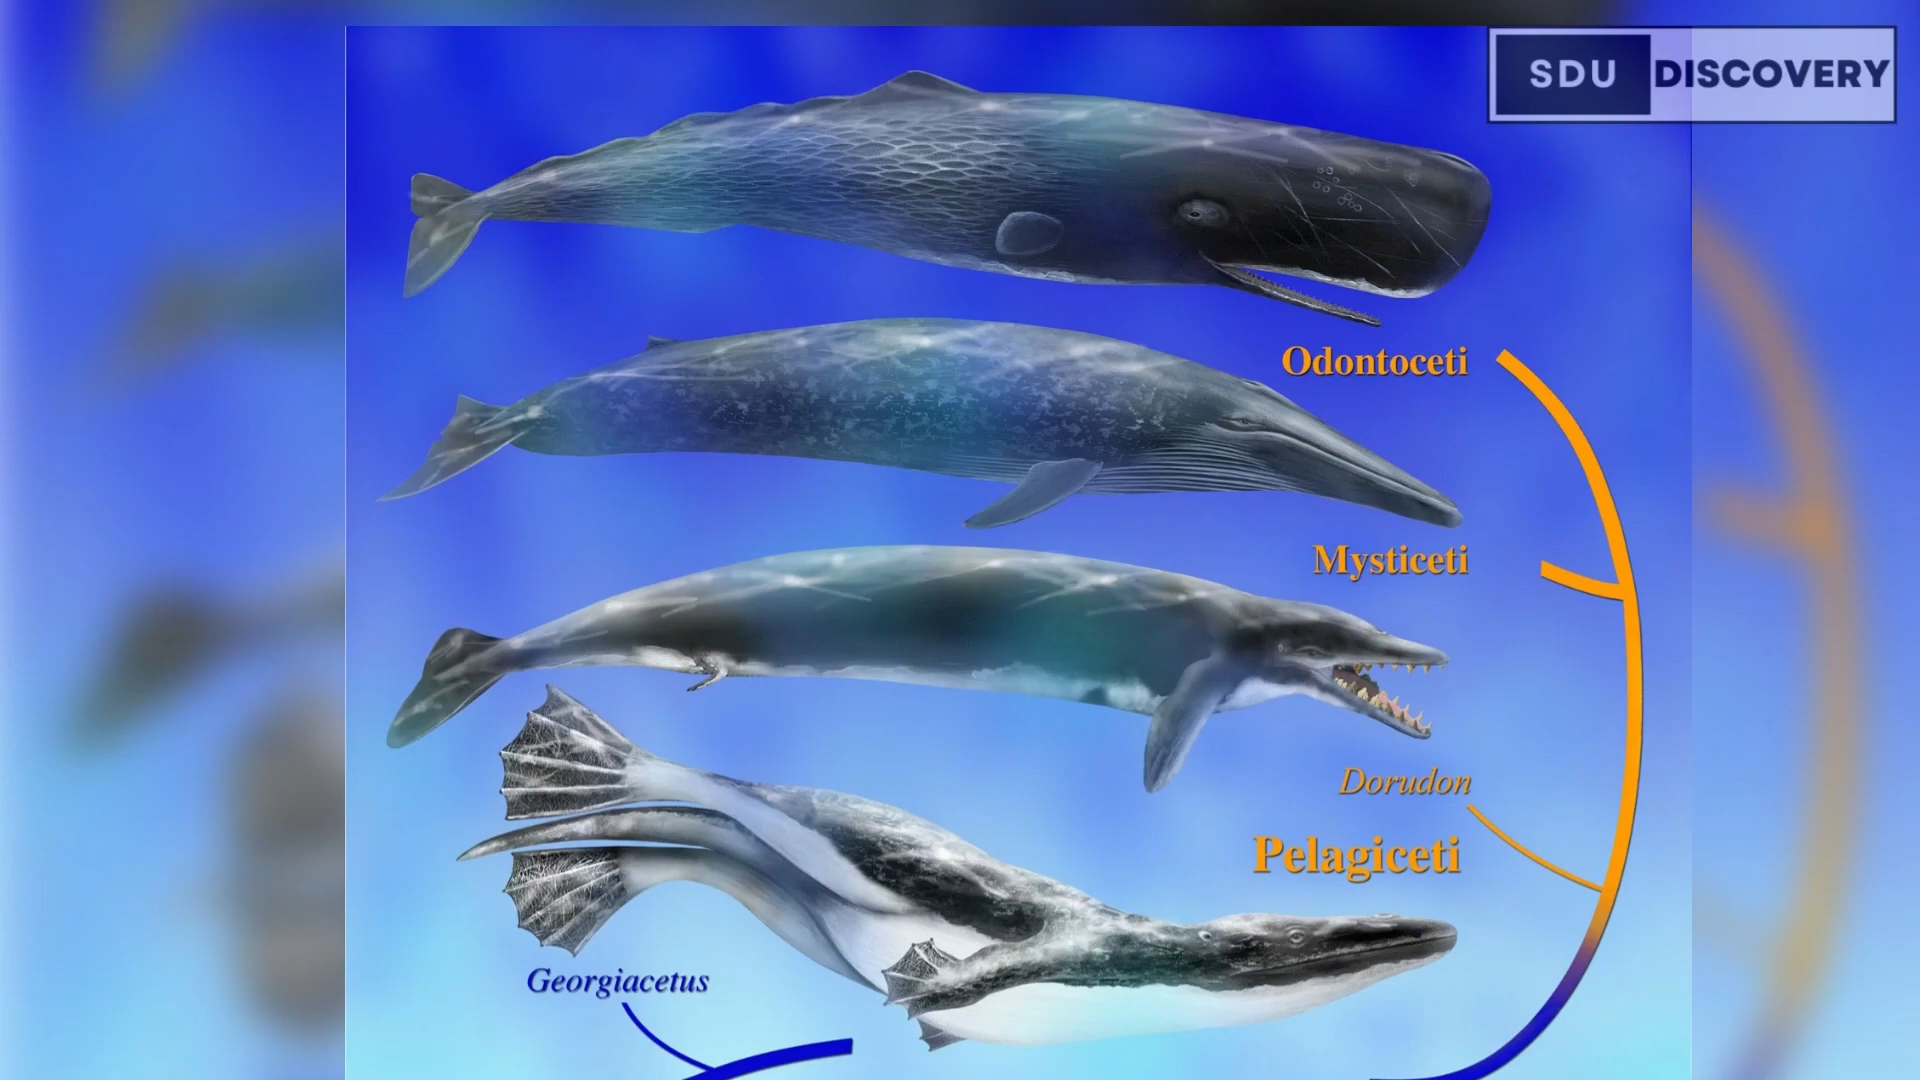 SDU DISCOVERY
Odontoceti
Mysticeti
Dorudon
Pelagiceti
Georgiacetus